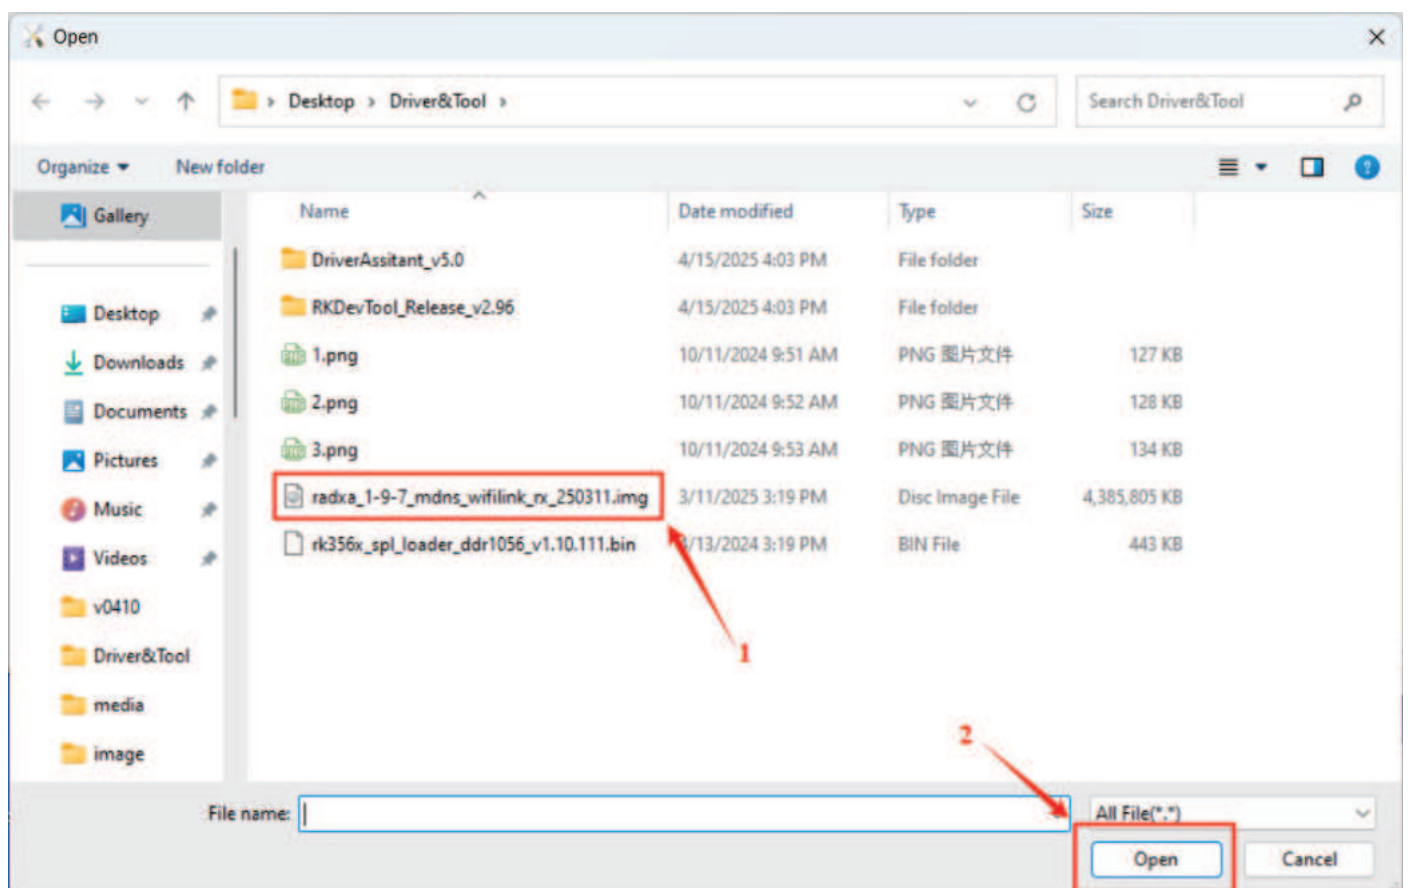 Open
Desktop > Driver&Tool >
Search Driver&Tool
Organize
New folder
Name
Date modified
Type
Size
Gallery
DriverAssitant_v5.0 4/15/2025 4:03 PM File folder
RKDevTool_Release_v2.96 4/15/2025 4:03 PM File folder
1.png 10/11/2024 9:51 AM PNG 图片文件 127 KB
2.png 10/11/2024 9:52 AM PNG 图片文件 128 KB
3.png 10/11/2024 9:53 AM PNG 图片文件 134 KB
radxa_1-9-7_mdns_wifilink_rx_250311.img 3/11/2025 3:19 PM Disc Image File 4,385,805 KB
rk356x_spl_loader_ddr1056_v1.10.111.bin /13/2024 3:19 PM BIN File 443 KB
Desktop
Downloads
Documents
Pictures
Music
Videos
v0410
Driver&Tool
media
image
1
2
File name:
All File(*.*)
Open
Cancel